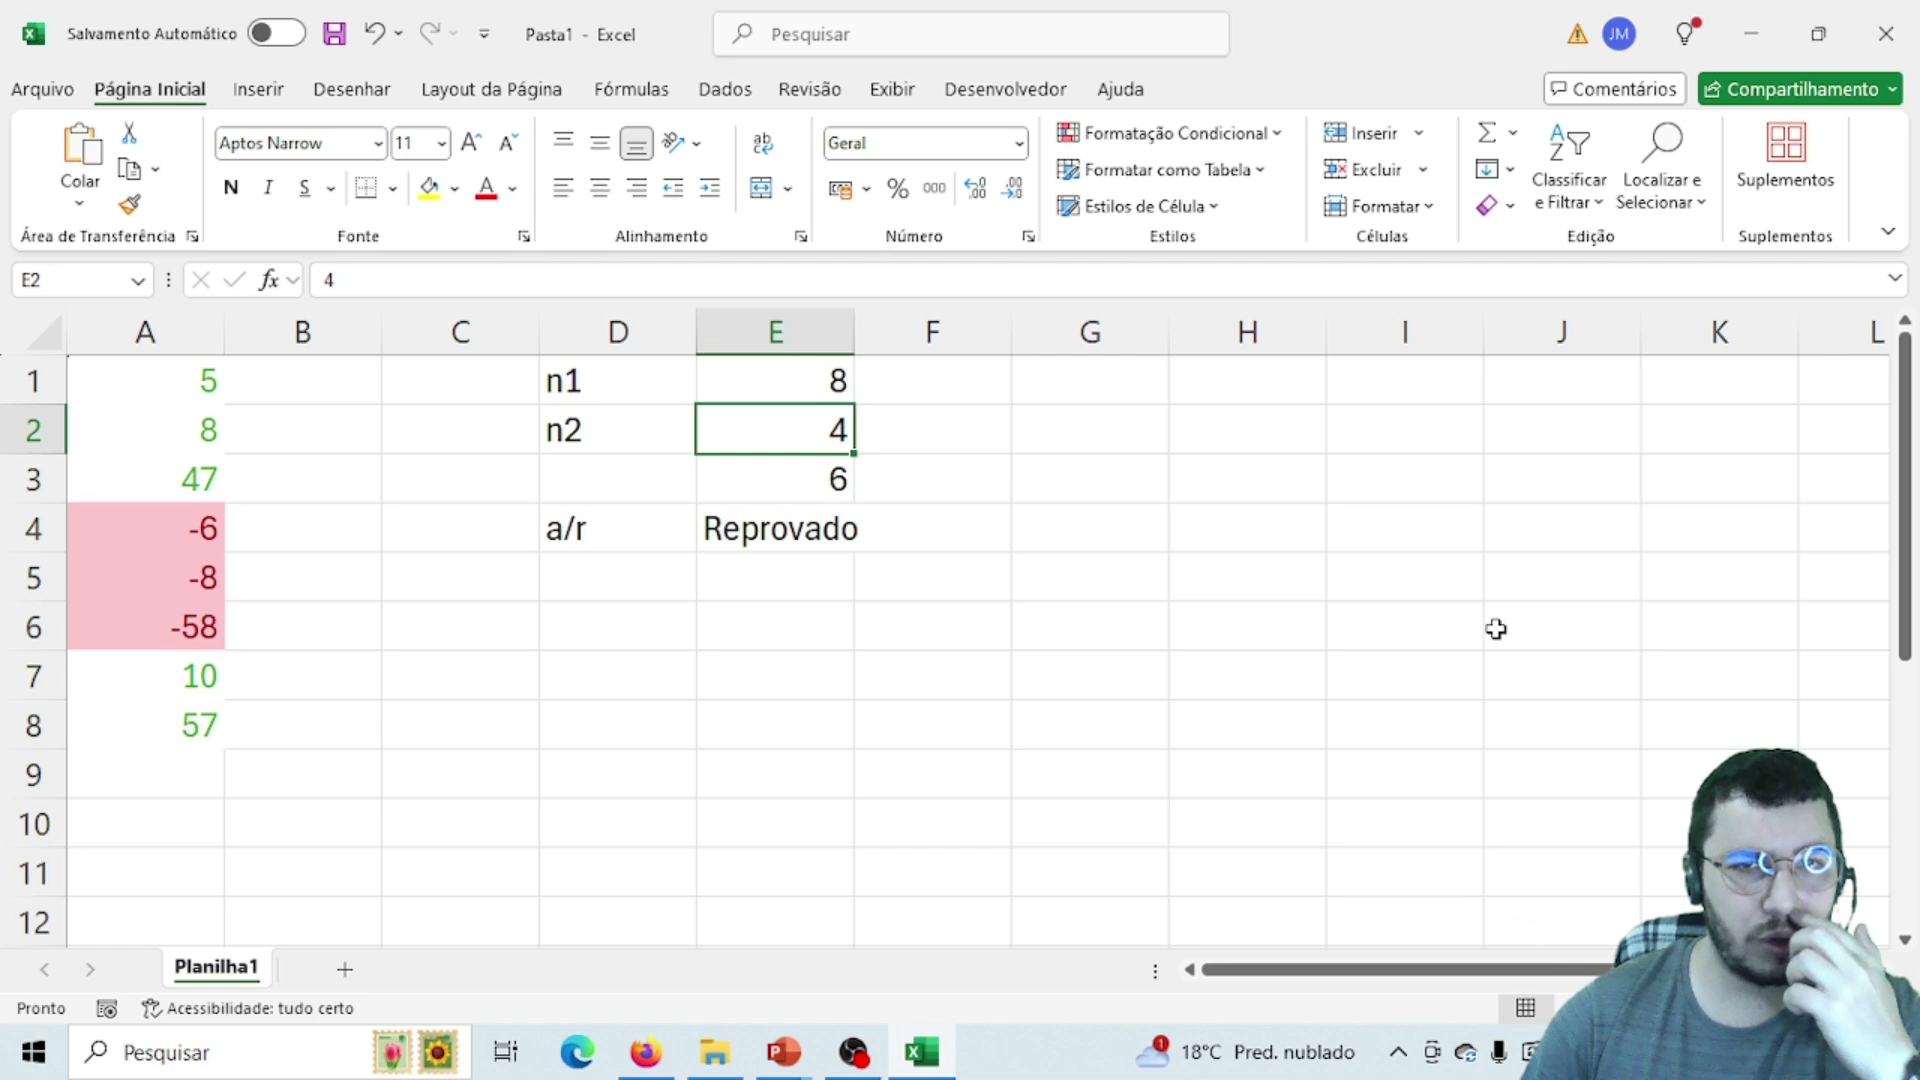 Salvamento Automático
Pasta1 - Excel
Pesquisar
JM
Arquivo
Página Inicial
Inserir
Desenhar
Layout da Página
Fórmulas
Dados
Revisão
Exibir
Desenvolvedor
Ajuda
Comentários
Compartilhamento
Colar
Área de Transferência
Aptos Narrow
11
N I S
Fonte
Alinhamento
Geral
% 000
Número
Formatação Condicional
Formatar como Tabela
Estilos de Célula
Estilos
Inserir
Excluir
Formatar
Células
Classificar e Filtrar
Localizar e Selecionar
Edição
Suplementos
Suplementos
E2
fx
4
A B C D E F G H I J K L
1 5 n1 8
2 8 n2 4
3 47 6
4 -6 a/r Reprovado
5 -8
6 -58
7 10
8 57
9
10
11
12
Planilha1
Pronto
Acessibilidade: tudo certo
Pesquisar
1
18°C Pred. nublado